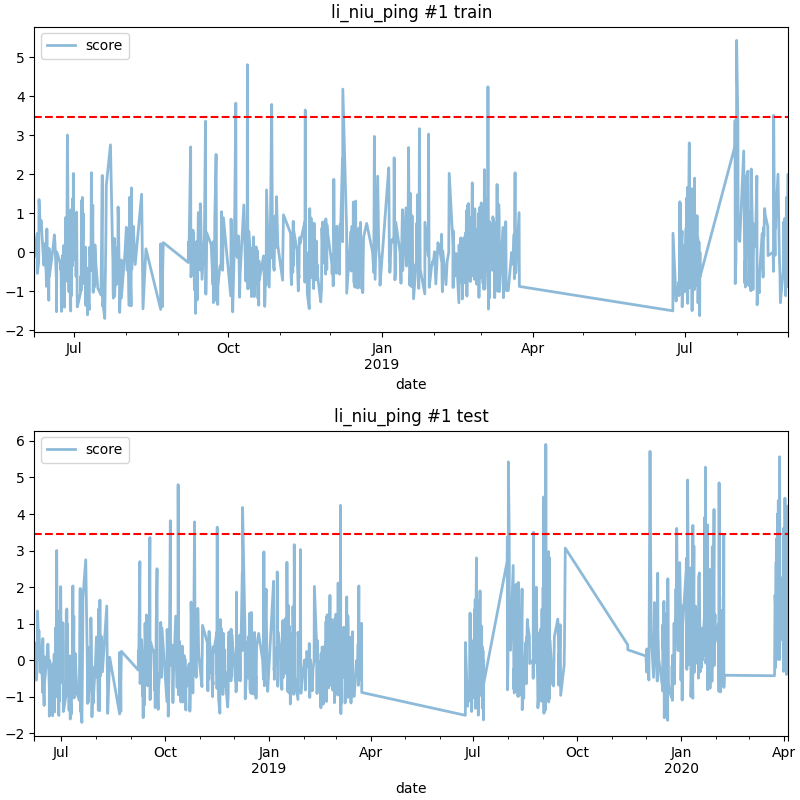 li_niu_ping #1 train
score
5
4
3
2
1
0
−1
−2
Jul
Oct
Jan
2019
Apr
Jul
date
li_niu_ping #1 test
score
6
5
4
3
2
1
0
−1
−2
Jul
Oct
Jan
2019
Apr
Jul
Oct
Jan
2020
Apr
date